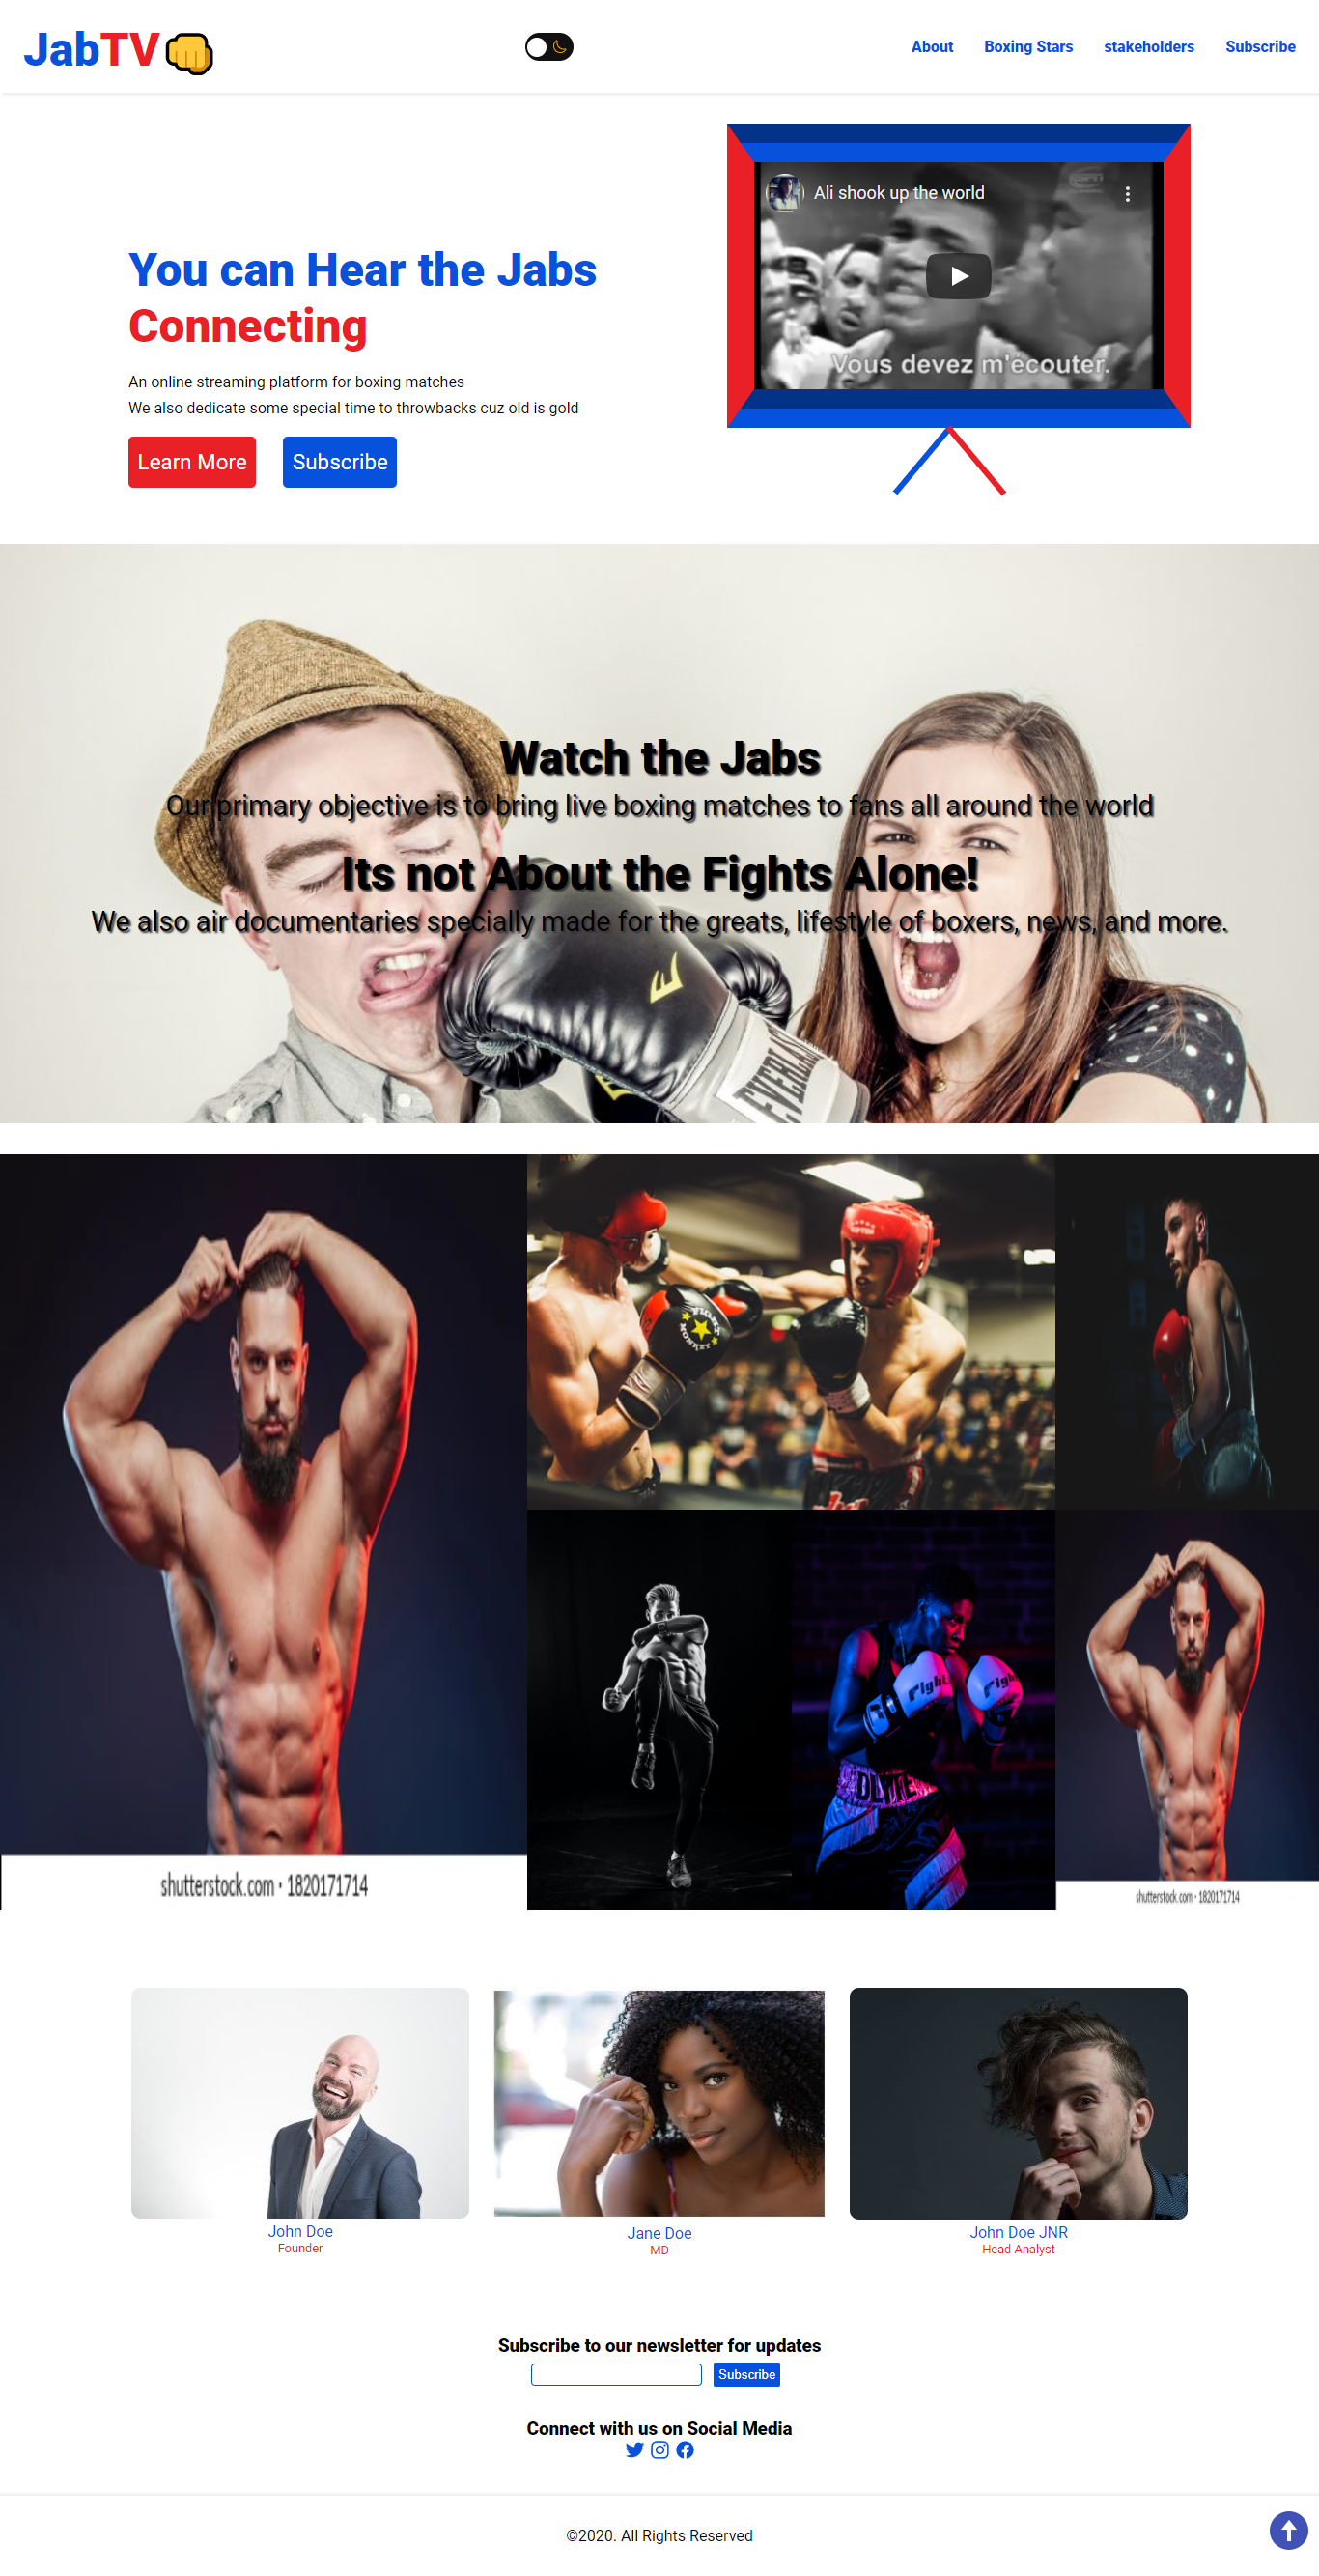 JabTV
About
Boxing Stars
stakeholders
Subscribe
Ali shook up the world
Vous devez m'écouter.
You can Hear the Jabs
Connecting
An online streaming platform for boxing matches
We also dedicate some special time to throwbacks cuz old is gold
Learn More
Subscribe
Watch the Jabs
Our primary objective is to bring live boxing matches to fans all around the world
Its not About the Fights Alone!
We also air documentaries specially made for the greats, lifestyle of boxers, news, and more.
EVERLA
FIGHT
MONKEY
shutterstock.com · 1820171714
shutterstock.com · 1820171714
John Doe
Founder
Jane Doe
MD
John Doe JNR
Head Analyst
Subscribe to our newsletter for updates
Subscribe
Connect with us on Social Media
©2020. All Rights Reserved